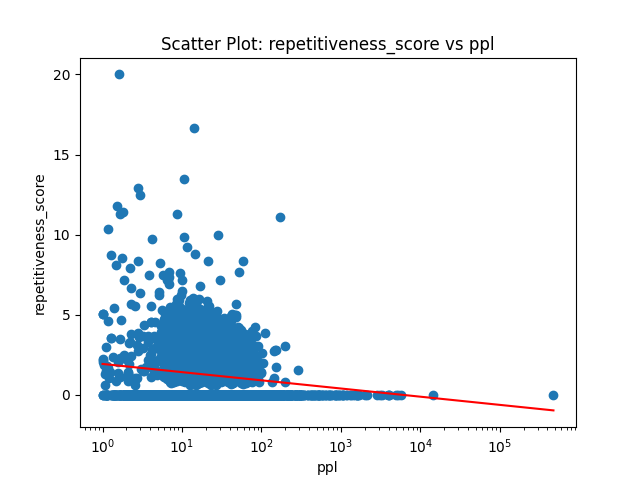 Scatter Plot: repetitiveness_score vs ppl
20
15
10
5
0
repetitiveness_score
10⁰ 10¹ 10² 10³ 10⁴ 10⁵
ppl